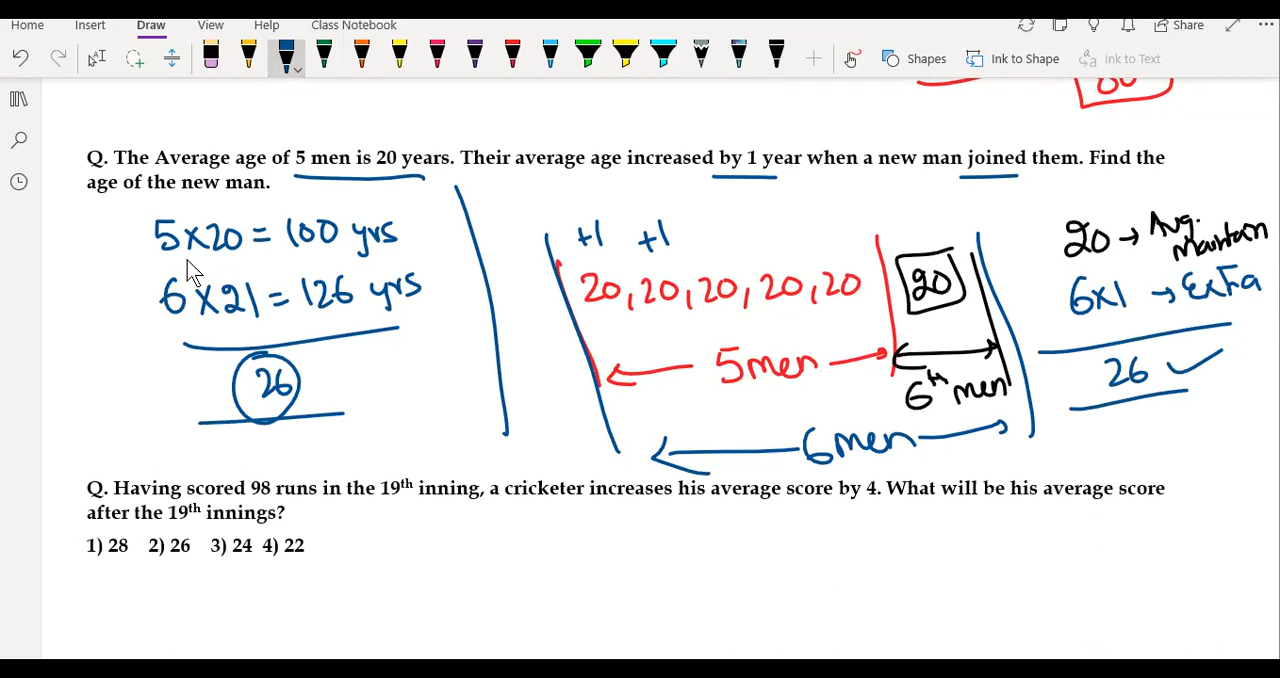 Home Insert Draw View Help Class Notebook Share
Shapes Ink to Shape Ink to Text
Q. The Average age of 5 men is 20 years. Their average age increased by 1 year when a new man joined them. Find the
age of the new man.
5×20 = 100 yrs
6×21 = 126 yrs
26
+1 +1
20, 20, 20, 20, 20 20
5men
6th men
6men
20 → Avg. Maintain
6×1 → Extra
26 ✓
Q. Having scored 98 runs in the 19th inning, a cricketer increases his average score by 4. What will be his average score
after the 19th innings?
1) 28 2) 26 3) 24 4) 22